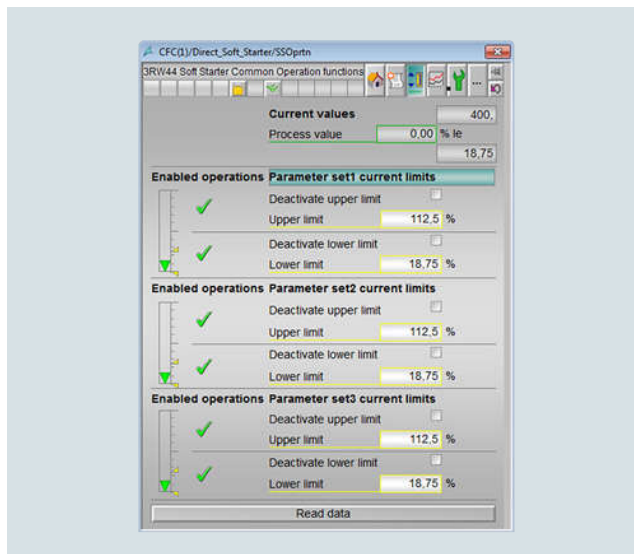 CFC(1)/Direct_Soft_Starter/SSOprtn
3RW44 Soft Starter Common Operation functions
...
Current values 400,
Process value 0,00 % Ie
18,75
Enabled operations Parameter set1 current limits
Deactivate upper limit
Upper limit 112,5 %
Deactivate lower limit
Lower limit 18,75 %
Enabled operations Parameter set2 current limits
Deactivate upper limit
Upper limit 112,5 %
Deactivate lower limit
Lower limit 18,75 %
Enabled operations Parameter set3 current limits
Deactivate upper limit
Upper limit 112,5 %
Deactivate lower limit
Lower limit 18,75 %
Read data